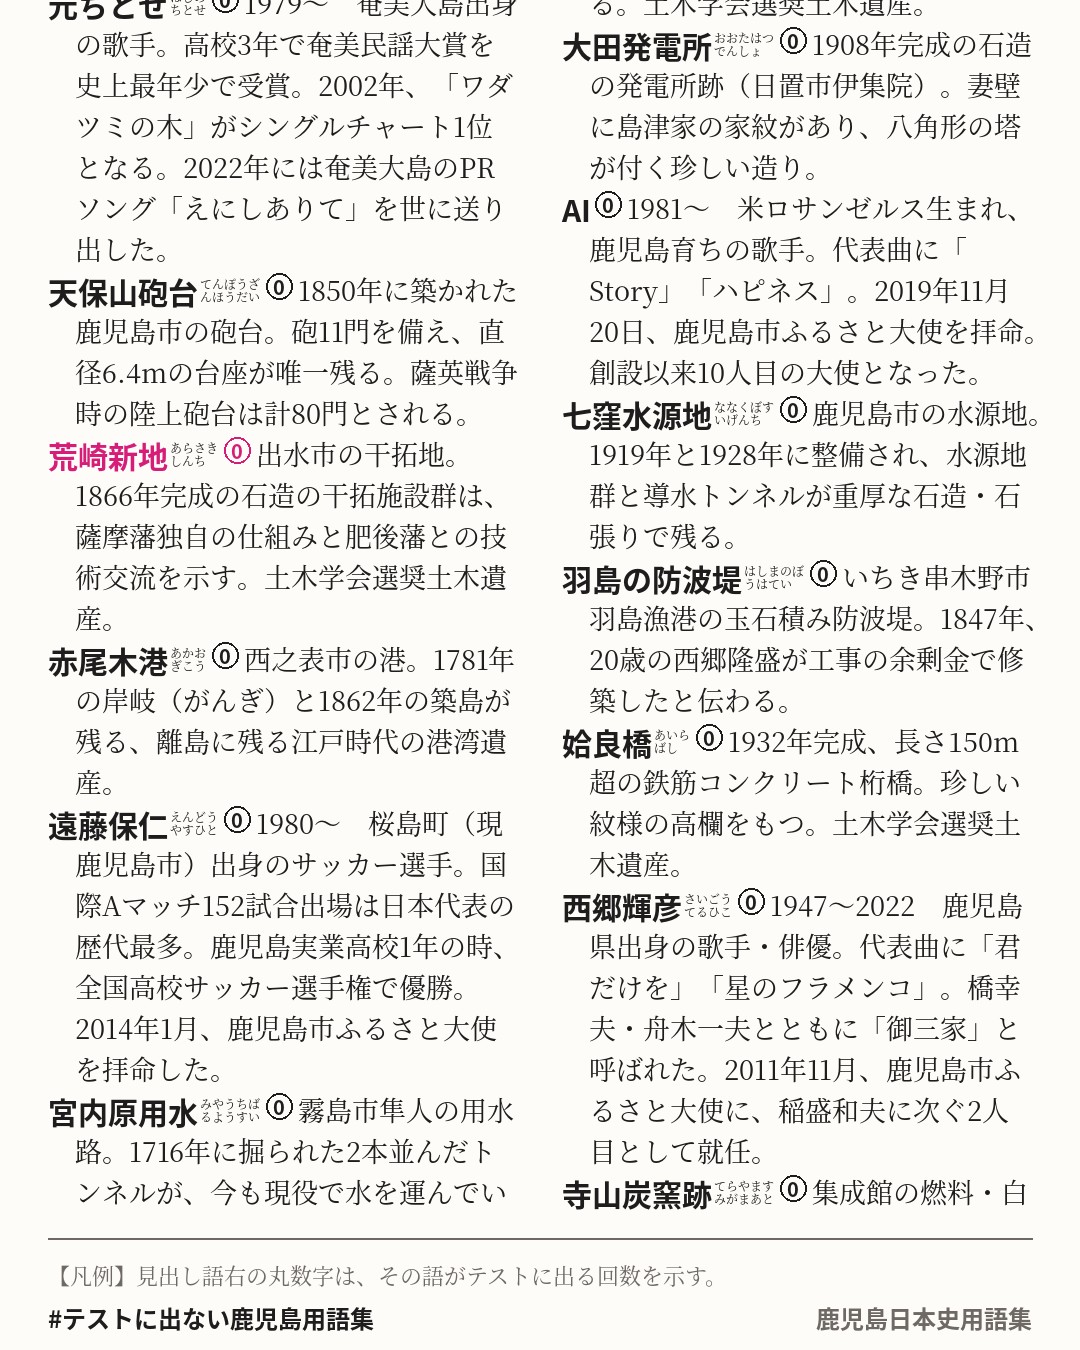 元ちとせ はじめちとせ ⓪ 1979〜　奄美大島出身
の歌手。高校3年で奄美民謡大賞を
史上最年少で受賞。2002年、「ワダ
ツミの木」がシングルチャート1位
となる。2022年には奄美大島のPR
ソング「えにしありて」を世に送り
出した。
天保山砲台 てんぽうざんほうだい ⓪ 1850年に築かれた
鹿児島市の砲台。砲11門を備え、直
径6.4mの台座が唯一残る。薩英戦争
時の陸上砲台は計80門とされる。
荒崎新地 あらさきしんち ⓪ 出水市の干拓地。
1866年完成の石造の干拓施設群は、
薩摩藩独自の仕組みと肥後藩との技
術交流を示す。土木学会選奨土木遺
産。
赤尾木港 あかおぎこう ⓪ 西之表市の港。1781年
の岸岐（がんぎ）と1862年の築島が
残る、離島に残る江戸時代の港湾遺
産。
遠藤保仁 えんどうやすひと ⓪ 1980〜　桜島町（現
鹿児島市）出身のサッカー選手。国
際Aマッチ152試合出場は日本代表の
歴代最多。鹿児島実業高校1年の時、
全国高校サッカー選手権で優勝。
2014年1月、鹿児島市ふるさと大使
を拝命した。
宮内原用水 みやうちばるようすい ⓪ 霧島市隼人の用水
路。1716年に掘られた2本並んだト
ンネルが、今も現役で水を運んでい
る。土木学会選奨土木遺産。
大田発電所 おおたはつでんしょ ⓪ 1908年完成の石造
の発電所跡（日置市伊集院）。妻壁
に島津家の家紋があり、八角形の塔
が付く珍しい造り。
AI ⓪ 1981〜　米ロサンゼルス生まれ、
鹿児島育ちの歌手。代表曲に「
Story」「ハピネス」。2019年11月
20日、鹿児島市ふるさと大使を拝命。
創設以来10人目の大使となった。
七窪水源地 ななくぼすいげんち ⓪ 鹿児島市の水源地。
1919年と1928年に整備され、水源地
群と導水トンネルが重厚な石造・石
張りで残る。
羽島の防波堤 はしまのぼうはてい ⓪ いちき串木野市
羽島漁港の玉石積み防波堤。1847年、
20歳の西郷隆盛が工事の余剰金で修
築したと伝わる。
姶良橋 あいらばし ⓪ 1932年完成、長さ150m
超の鉄筋コンクリート桁橋。珍しい
紋様の高欄をもつ。土木学会選奨土
木遺産。
西郷輝彦 さいごうてるひこ ⓪ 1947〜2022　鹿児島
県出身の歌手・俳優。代表曲に「君
だけを」「星のフラメンコ」。橋幸
夫・舟木一夫とともに「御三家」と
呼ばれた。2011年11月、鹿児島市ふ
るさと大使に、稲盛和夫に次ぐ2人
目として就任。
寺山炭窯跡 てらやますみがまあと ⓪ 集成館の燃料・白
【凡例】見出し語右の丸数字は、その語がテストに出る回数を示す。
#テストに出ない鹿児島用語集
鹿児島日本史用語集